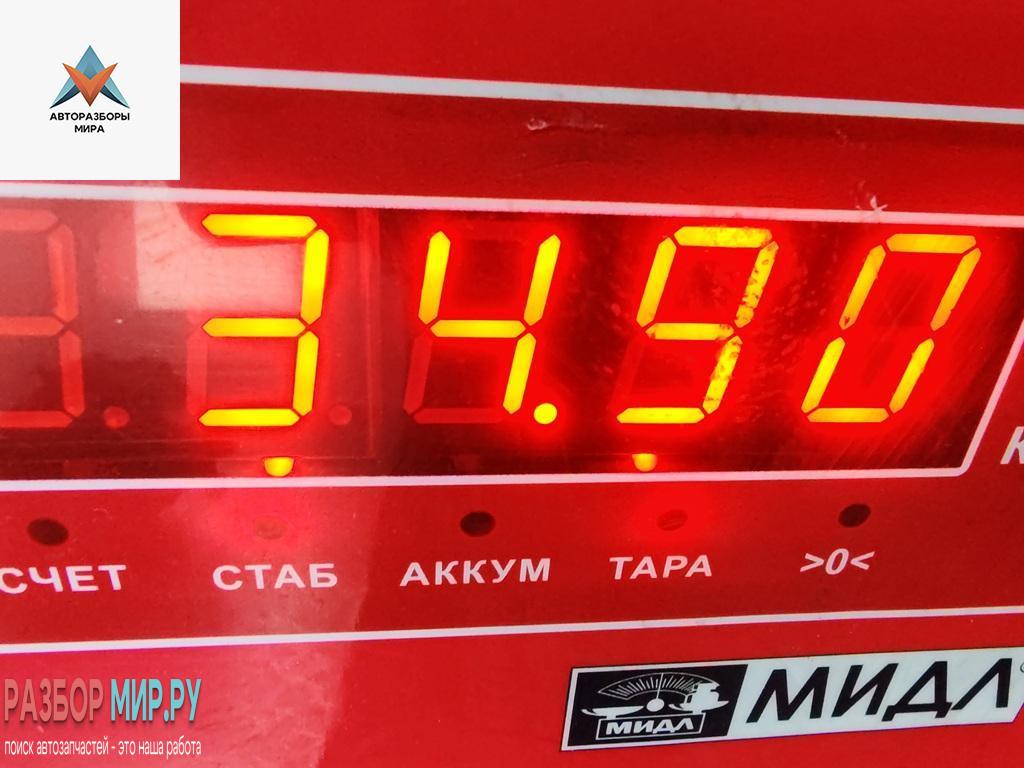 АВТОРАЗБОРЫ
МИРА
34.90
К
СЧЕТ СТАБ АККУМ ТАРА >0<
РАЗБОР МИР.РУ
поиск автозапчастей - это наша работа
МИДЛ МИДЛ